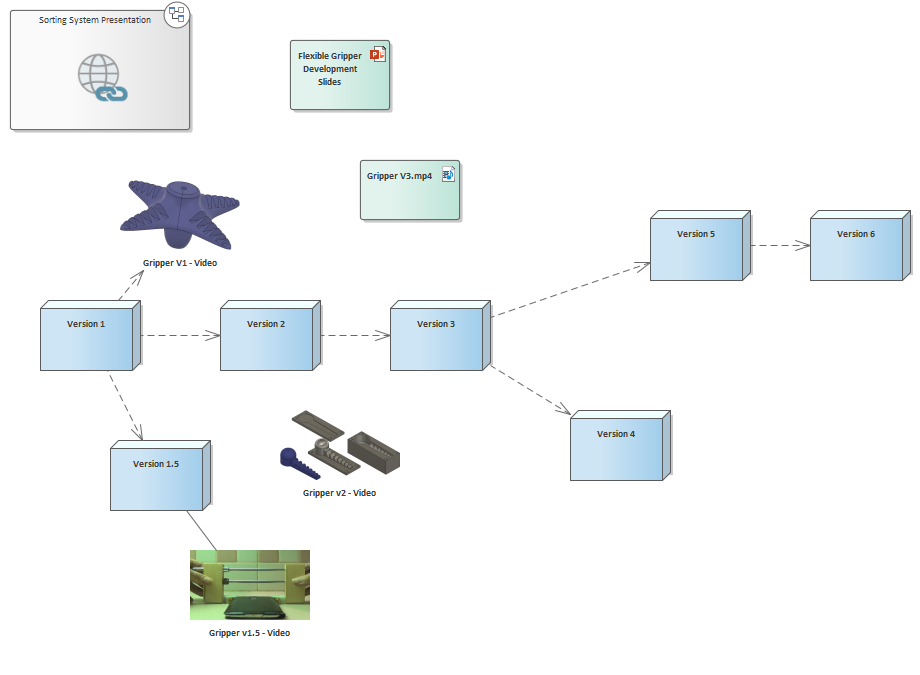 Sorting System Presentation
Flexible Gripper
Development
Slides
Gripper V3.mp4
Gripper V1 - Video
Version 5
Version 6
Version 1
Version 2
Version 3
Version 4
Version 1.5
Gripper v2 - Video
Gripper v1.5 - Video